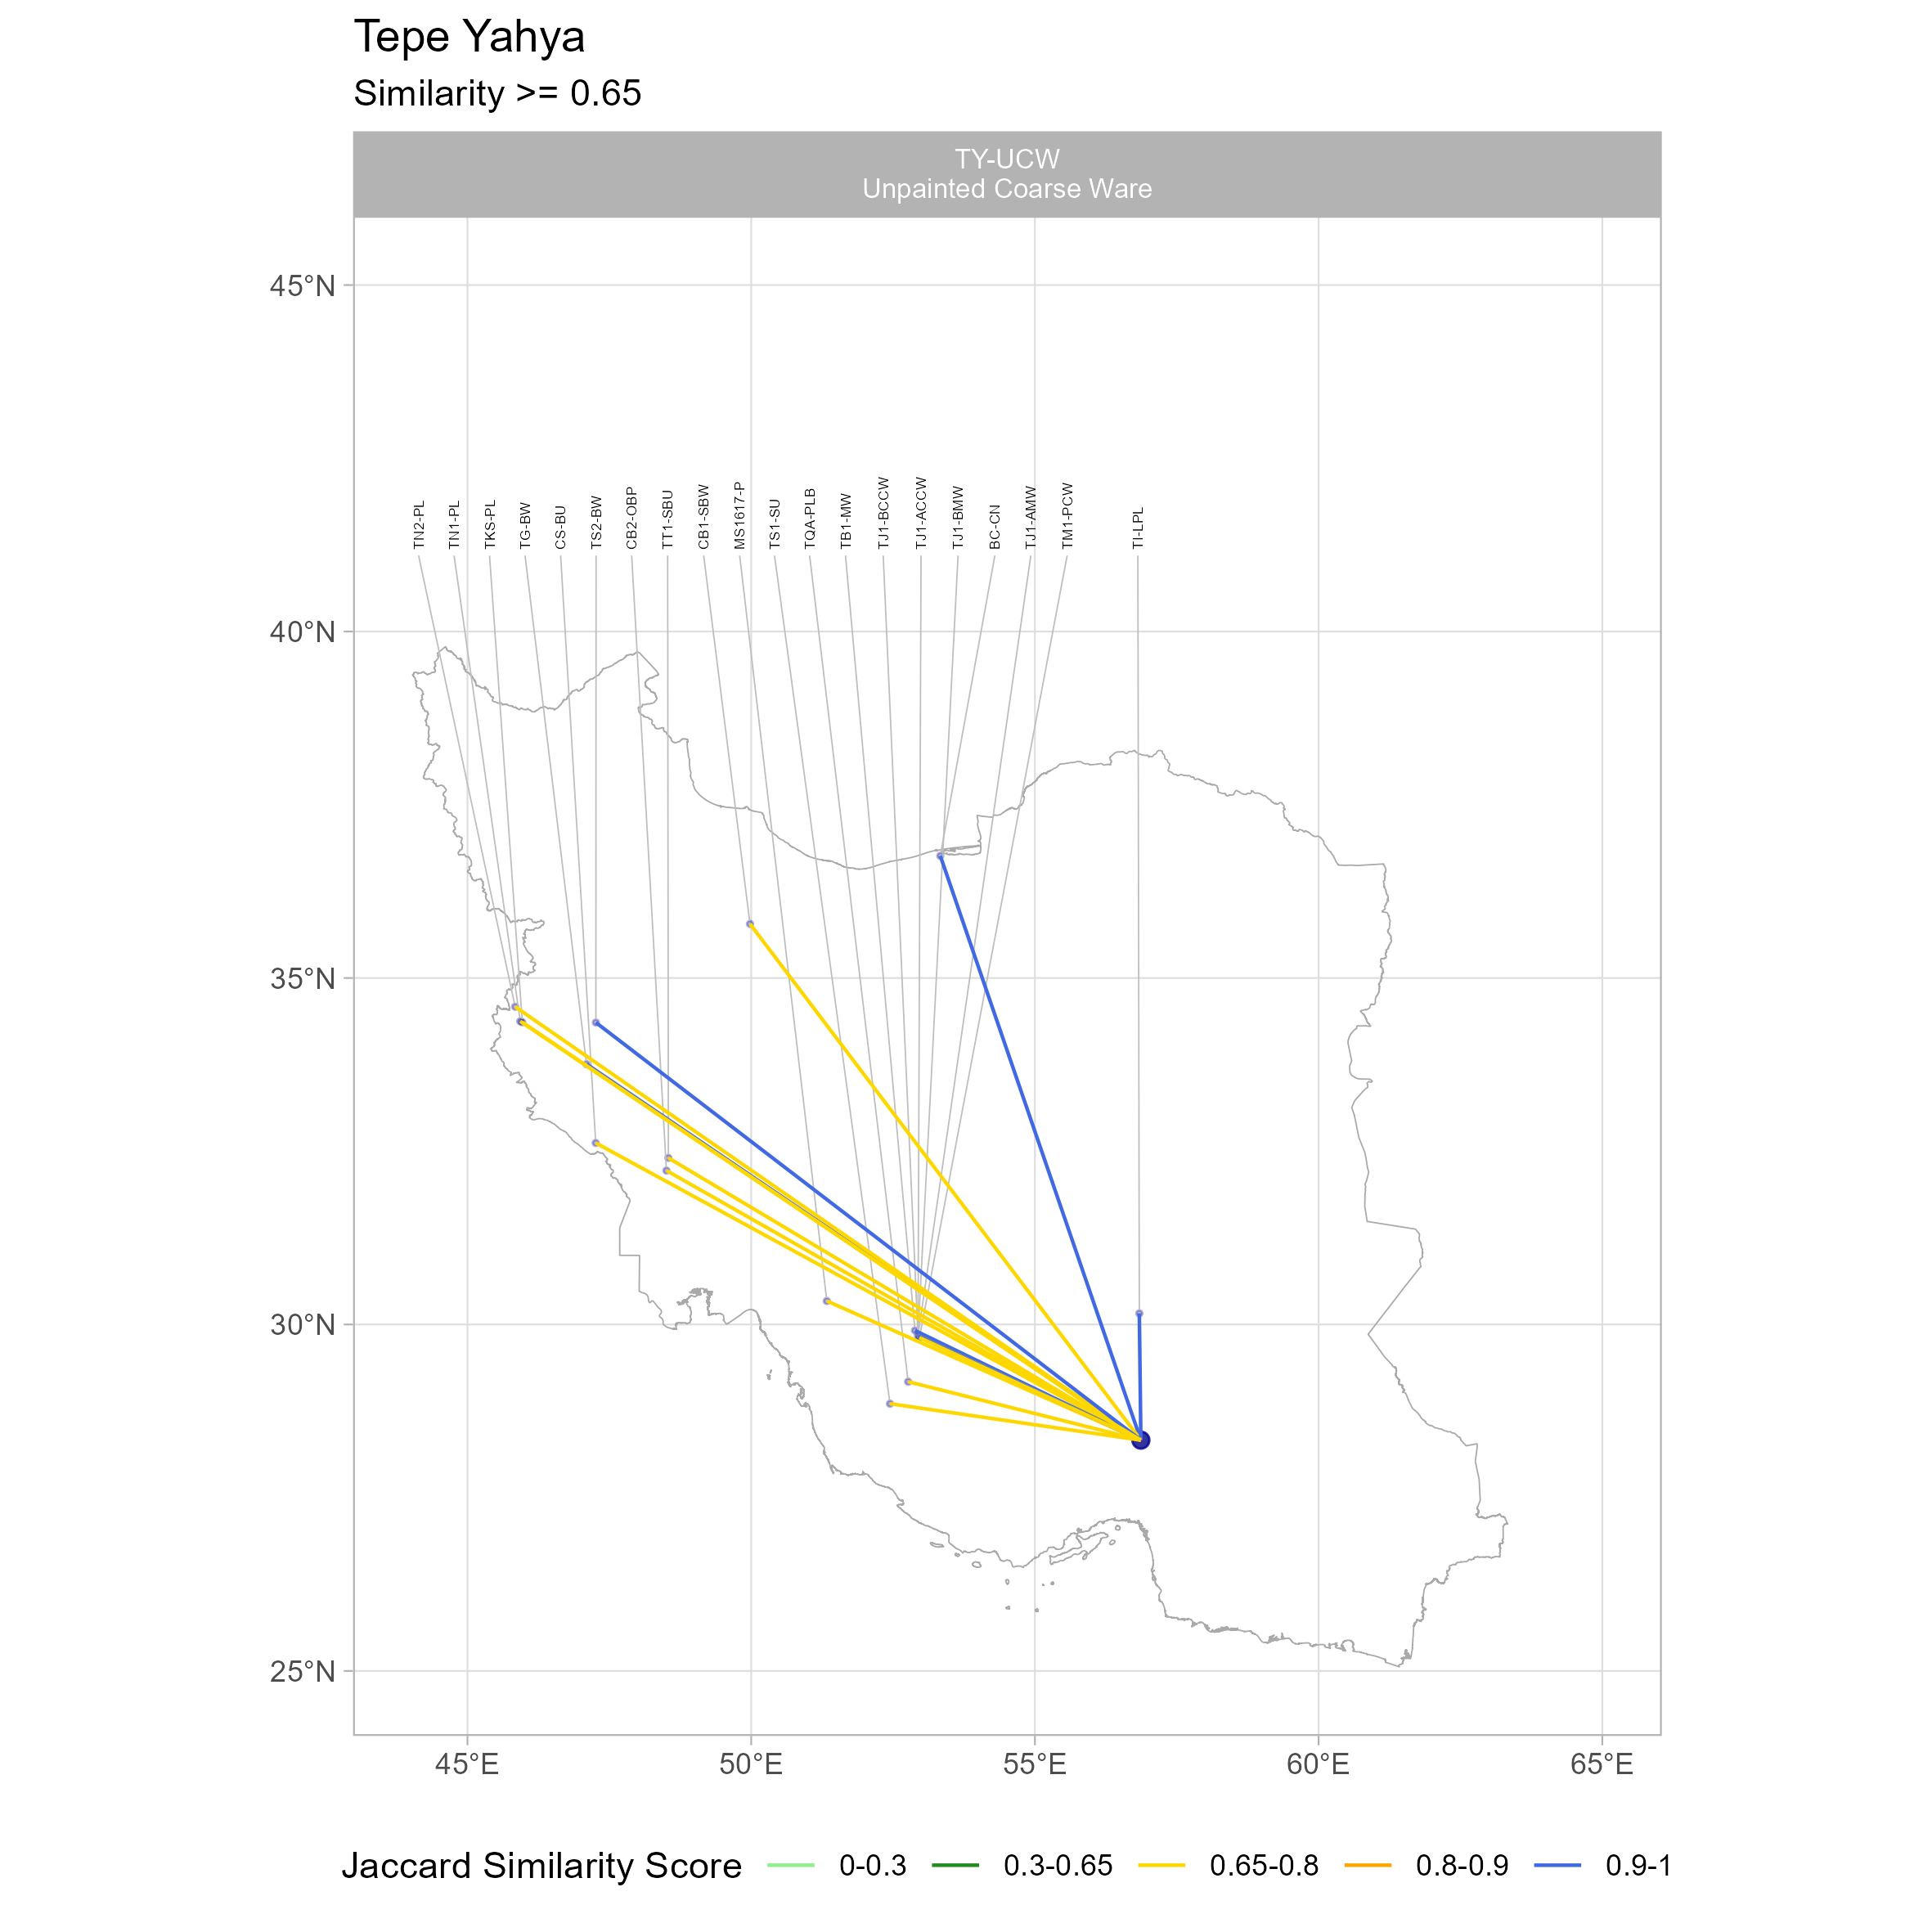 Tepe Yahya
Similarity >= 0.65
TY-UCW
Unpainted Coarse Ware
45°N
40°N
35°N
30°N
25°N
TN2-PL
TN1-PL
TKS-PL
TG-BW
CS-BU
TS2-BW
CB2-OBP
TT1-SBU
CB1-SBW
MS1617-P
TS1-SU
TQA-PLB
TB1-MW
TJ1-BCCW
TJ1-ACCW
TJ1-BMW
BC-CN
TJ1-AMW
TM1-PCW
TI-LPL
45°E
50°E
55°E
60°E
65°E
Jaccard Similarity Score 0-0.3 0.3-0.65 0.65-0.8 0.8-0.9 0.9-1